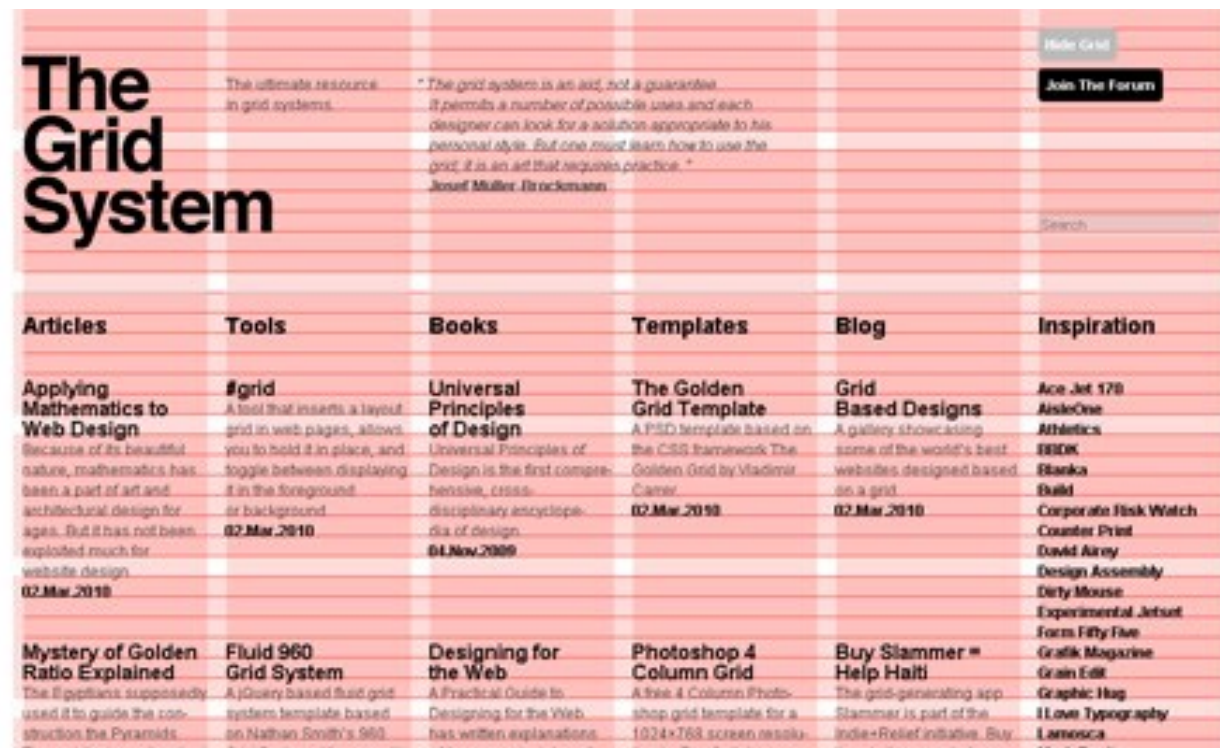 The
Grid
System
The ultimate resource
in grid systems.
" The grid system is an aid, not a guarantee.
It permits a number of possible uses and each
designer can look for a solution appropriate to his
personal style. But one must learn how to use the
grid; it is an art that requires practice. "
Josef Müller-Brockmann
Hide Grid
Join The Forum
Search
Articles
Applying
Mathematics to
Web Design
Because of its beautiful
nature, mathematics has
been a part of art and
architectural design for
ages. But it has not been
exploited much for
website design.
02.Mar.2010
Mystery of Golden
Ratio Explained
The Egyptians supposedly
used it to guide the con-
struction the Pyramids.
Tools
#grid
A tool that inserts a layout
grid in web pages, allows
you to hold it in place, and
toggle between displaying
it in the foreground
or background.
02.Mar.2010
Fluid 960
Grid System
A jQuery based fluid grid
system template based
on Nathan Smith's 960
Books
Universal
Principles
of Design
Universal Principles of
Design is the first compre-
hensive, cross-
disciplinary encyclope-
dia of design.
04.Nov.2009
Designing for
the Web
A Practical Guide to
Designing for the Web
has written explanations
Templates
The Golden
Grid Template
A PSD template based on
the CSS framework The
Golden Grid by Vladimir
Carrer
02.Mar.2010
Photoshop 4
Column Grid
A free 4 Column Photo-
shop grid template for a
1024×768 screen resolu-
Blog
Grid
Based Designs
A gallery showcasing
some of the world's best
websites designed based
on a grid.
02.Mar.2010
Buy Slammer =
Help Haiti
The grid-generating app
Slammer is part of the
Indie+Relief initiative. Buy
Inspiration
Ace Jet 170
AisleOne
Athletics
BBDK
Blanka
Build
Corporate Risk Watch
Counter Print
David Airey
Design Assembly
Dirty Mouse
Experimental Jetset
Form Fifty Five
Grafik Magazine
Grain Edit
Graphic Hug
I Love Typography
Lamosca